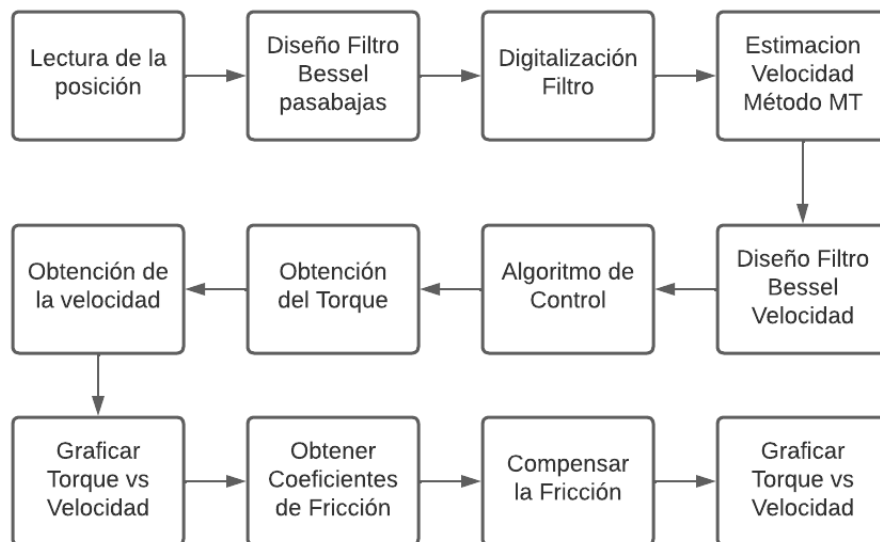 Lectura de la
posición
Diseño Filtro
Bessel
pasabajas
Digitalización
Filtro
Estimacion
Velocidad
Método MT
Diseño Filtro
Bessel
Velocidad
Algoritmo de
Control
Obtención
del Torque
Obtención de
la velocidad
Graficar
Torque vs
Velocidad
Obtener
Coeficientes
de Fricción
Compensar
la Fricción
Graficar
Torque vs
Velocidad